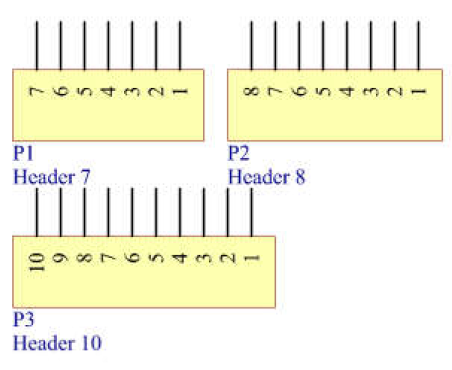 7 6 5 4 3 2 1
P1
Header 7
8 7 6 5 4 3 2 1
P2
Header 8
10 9 8 7 6 5 4 3 2 1
P3
Header 10